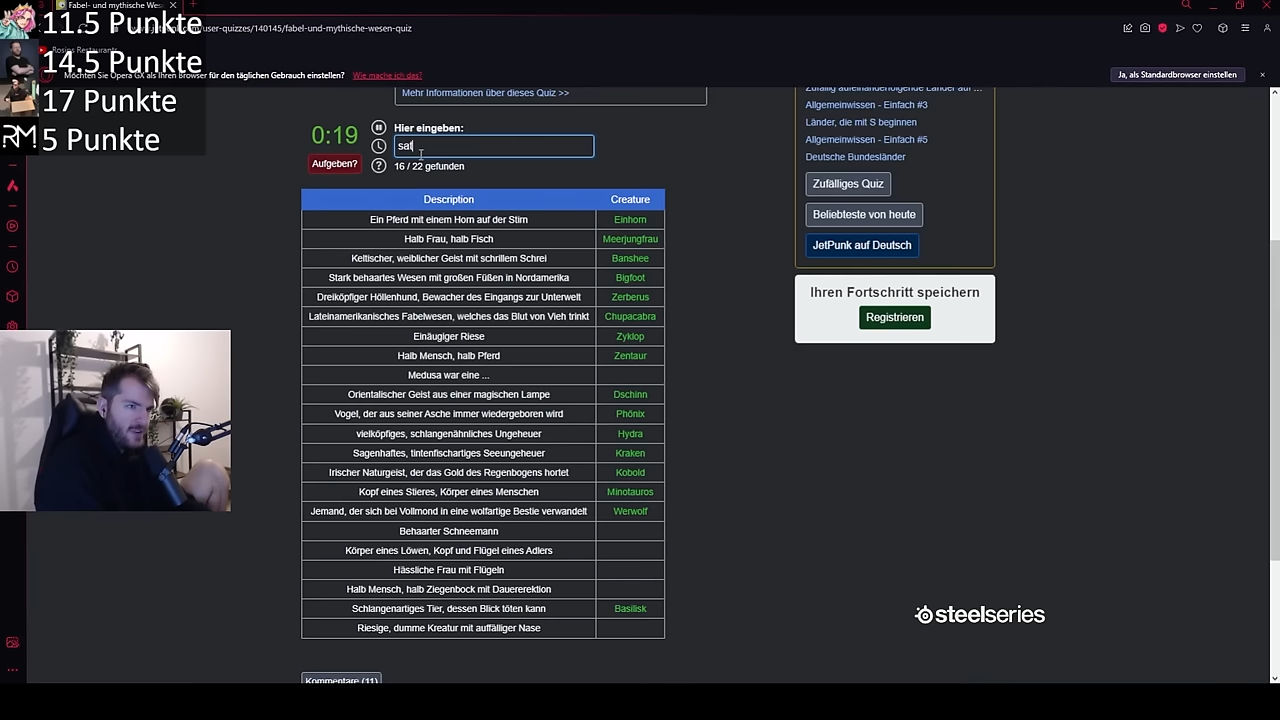 Fabel- und mythische Wes
11.5 Punkte
14.5 Punkte
17 Punkte
5 Punkte
/user-quizzes/140145/fabel-und-mythische-wesen-quiz
Rosins Restaurants
Möchten Sie Opera GX als Ihren Browser für den täglichen Gebrauch einstellen?
Wie mache ich das?
Ja, als Standardbrowser einstellen
Mehr Informationen über dieses Quiz >>
0:19
Aufgeben?
Hier eingeben:
sat
16 / 22 gefunden
Description Creature
Ein Pferd mit einem Horn auf der Stirn Einhorn
Halb Frau, halb Fisch Meerjungfrau
Keltischer, weiblicher Geist mit schrillem Schrei Banshee
Stark behaartes Wesen mit großen Füßen in Nordamerika Bigfoot
Dreiköpfiger Höllenhund, Bewacher des Eingangs zur Unterwelt Zerberus
Lateinamerikanisches Fabelwesen, welches das Blut von Vieh trinkt Chupacabra
Einäugiger Riese Zyklop
Halb Mensch, halb Pferd Zentaur
Medusa war eine ...
Orientalischer Geist aus einer magischen Lampe Dschinn
Vogel, der aus seiner Asche immer wiedergeboren wird Phönix
vielköpfiges, schlangenähnliches Ungeheuer Hydra
Sagenhaftes, tintenfischartiges Seeungeheuer Kraken
Irischer Naturgeist, der das Gold des Regenbogens hortet Kobold
Kopf eines Stieres, Körper eines Menschen Minotauros
Jemand, der sich bei Vollmond in eine wolfartige Bestie verwandelt Werwolf
Behaarter Schneemann
Körper eines Löwen, Kopf und Flügel eines Adlers
Hässliche Frau mit Flügeln
Halb Mensch, halb Ziegenbock mit Dauererektion
Schlangenartiges Tier, dessen Blick töten kann Basilisk
Riesige, dumme Kreatur mit auffälliger Nase
Kommentare (11)
Zufällig aufeinanderfolgende Länder auf ...
Allgemeinwissen - Einfach #3
Länder, die mit S beginnen
Allgemeinwissen - Einfach #5
Deutsche Bundesländer
Zufälliges Quiz
Beliebteste von heute
JetPunk auf Deutsch
Ihren Fortschritt speichern
Registrieren
steelseries